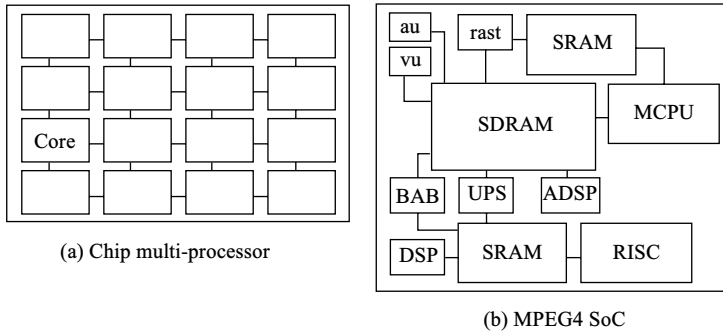 Core
(a) Chip multi-processor
au
vu
rast
SRAM
SDRAM
MCPU
BAB
UPS
ADSP
DSP
SRAM
RISC
(b) MPEG4 SoC